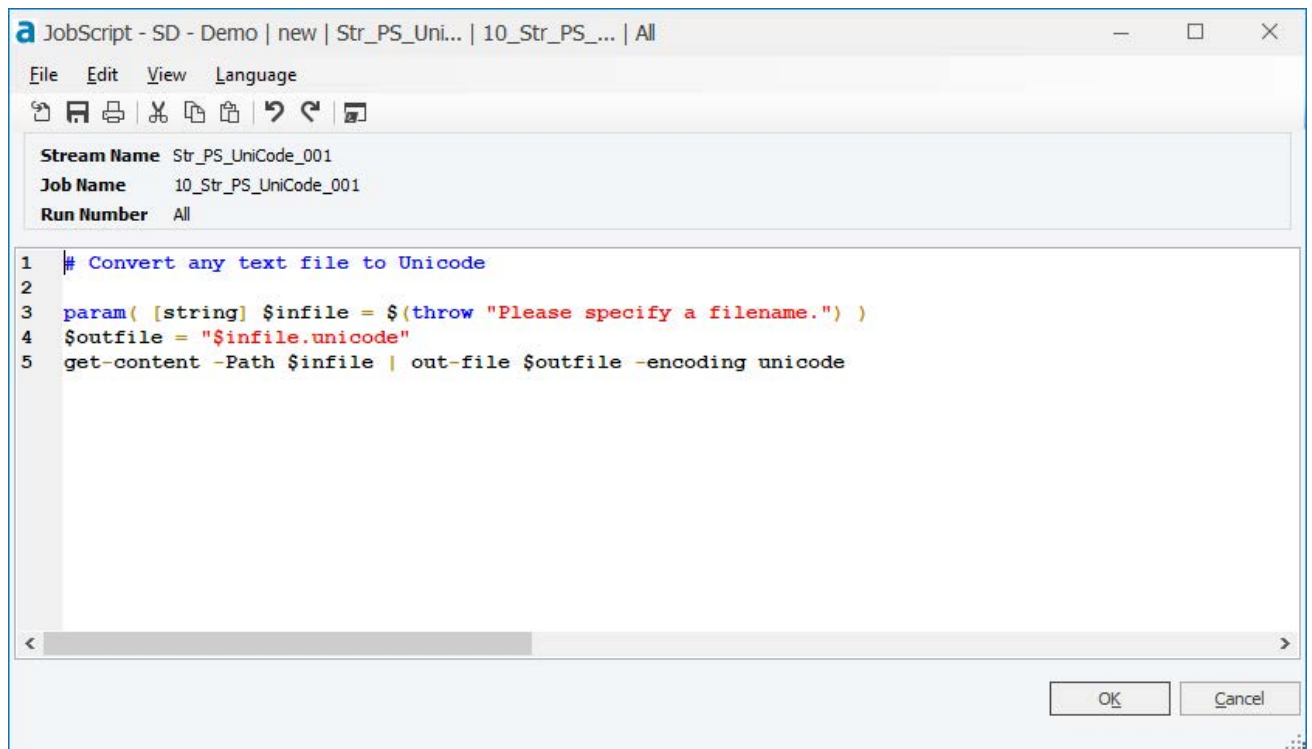 a JobScript - SD - Demo | new | Str_PS_Uni... | 10_Str_PS_... | All
File Edit View Language
Stream Name Str_PS_UniCode_001
Job Name 10_Str_PS_UniCode_001
Run Number All
1 # Convert any text file to Unicode
2
3 param( [string] $infile = $(throw "Please specify a filename.") )
4 $outfile = "$infile.unicode"
5 get-content -Path $infile | out-file $outfile -encoding unicode
OK Cancel